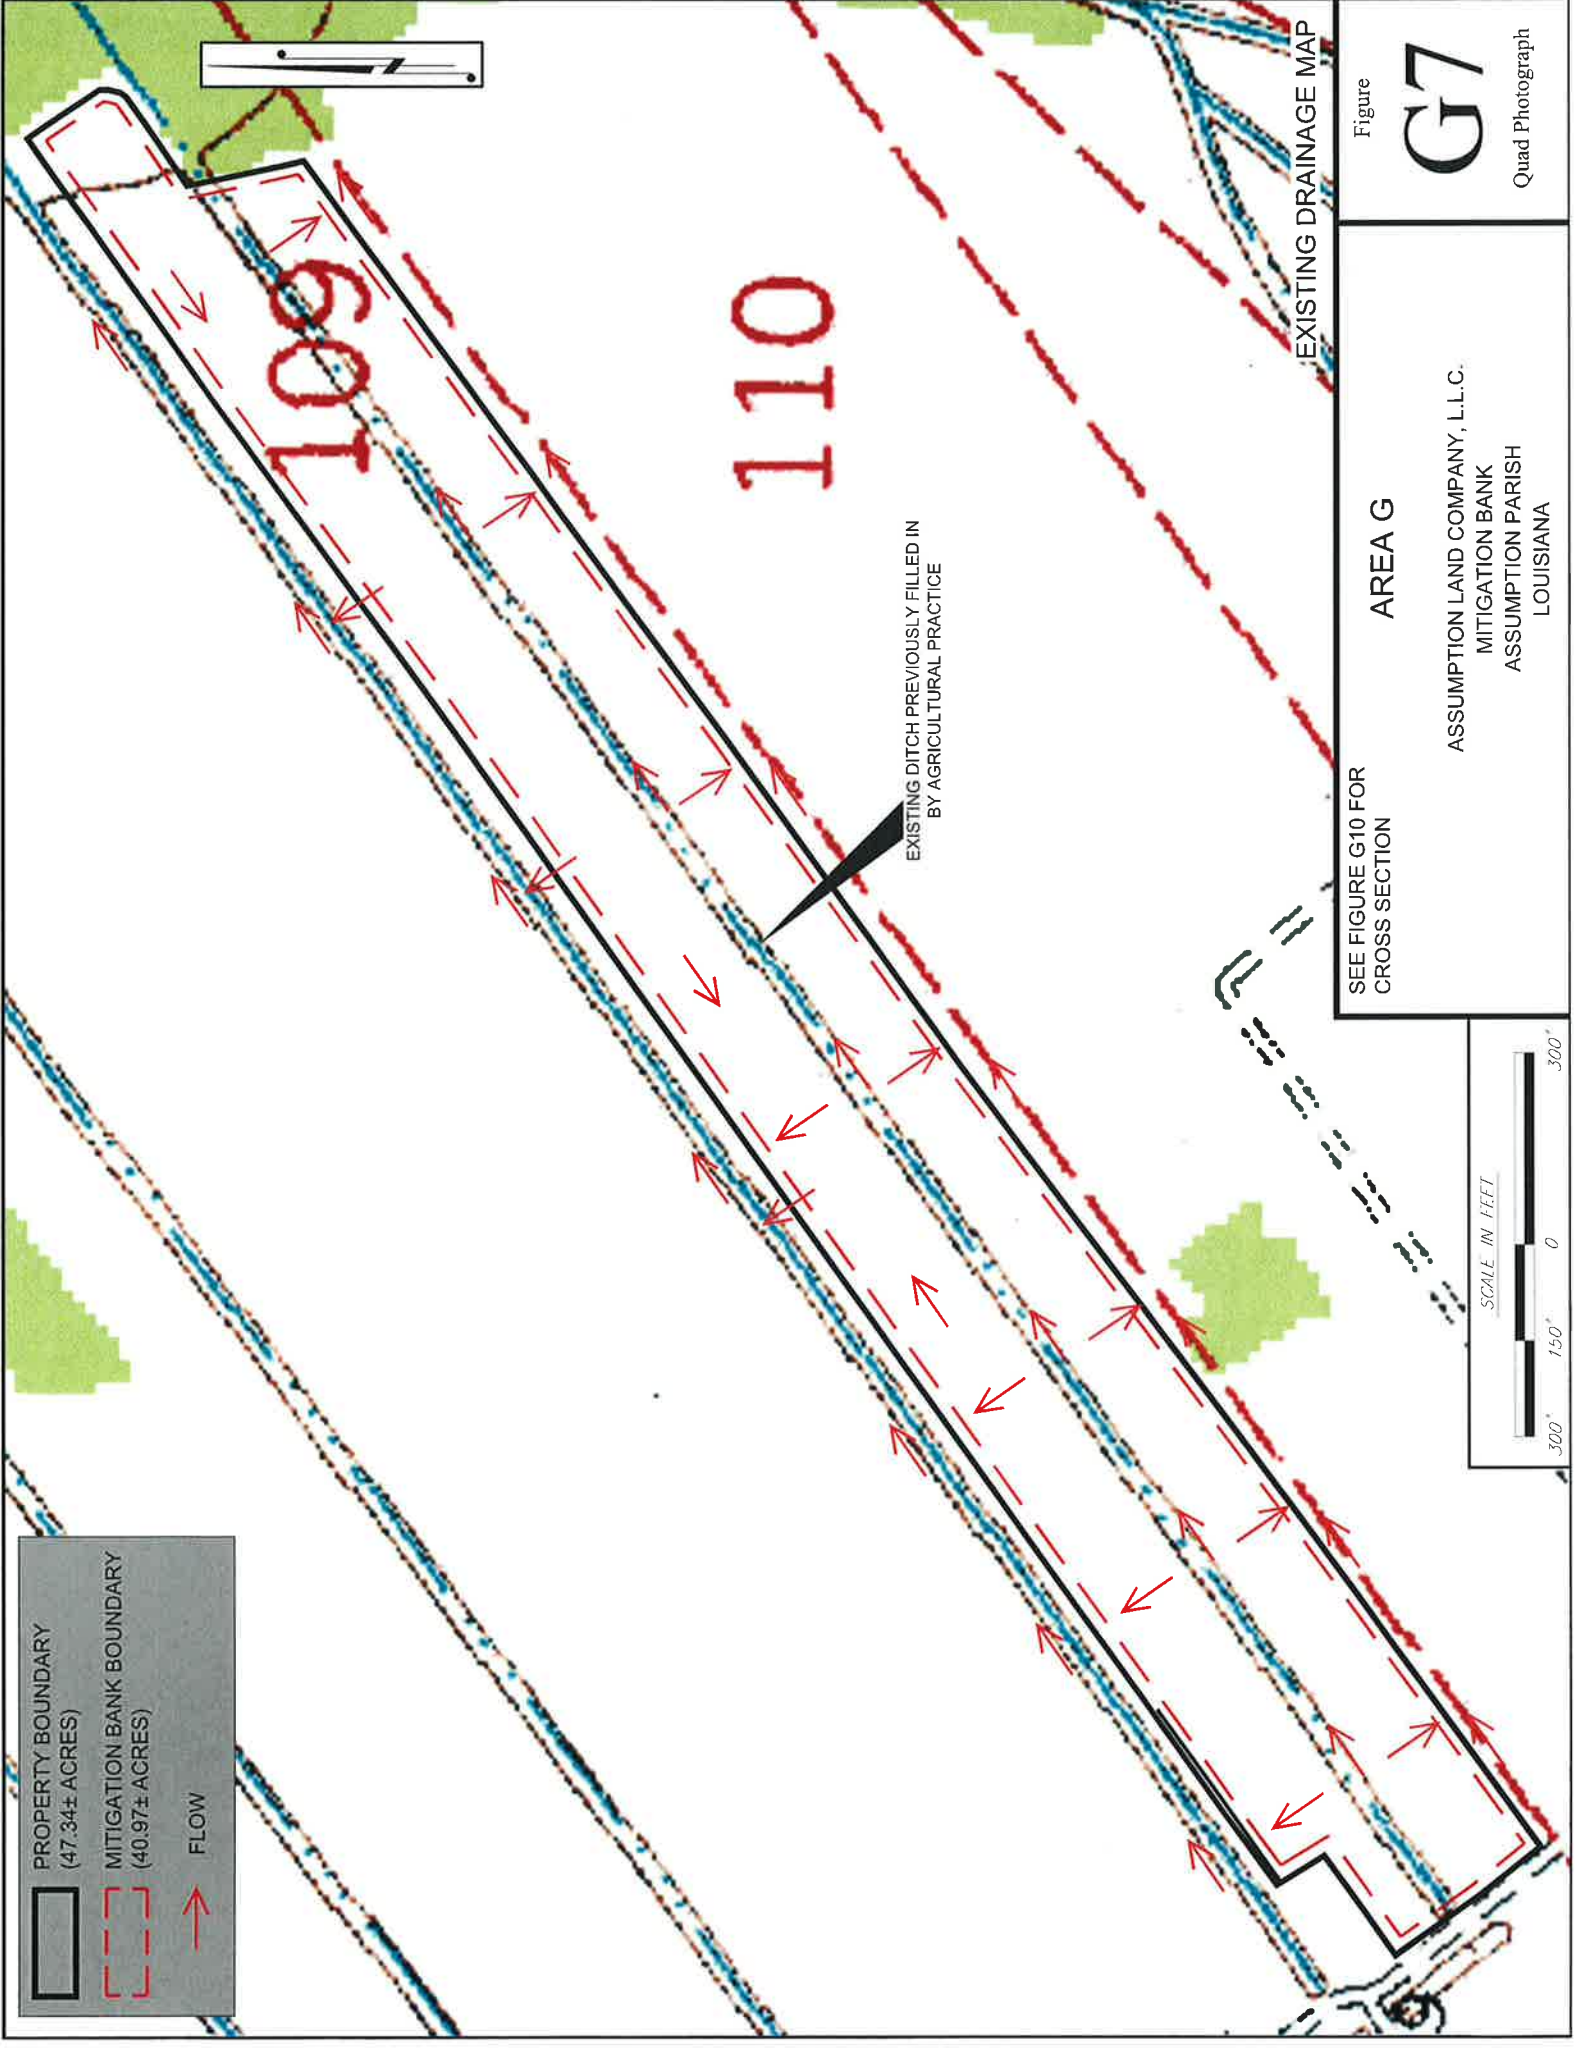 PROPERTY BOUNDARY
(47.34± ACRES)
MITIGATION BANK BOUNDARY
(40.97± ACRES)
FLOW
109
110
EXISTING DITCH PREVIOUSLY FILLED IN
BY AGRICULTURAL PRACTICE
EXISTING DRAINAGE MAP
SCALE IN FEET
300' 150' 0 300'
SEE FIGURE G10 FOR
CROSS SECTION
AREA G
ASSUMPTION LAND COMPANY, L.L.C.
MITIGATION BANK
ASSUMPTION PARISH
LOUISIANA
Figure
G7
Quad Photograph